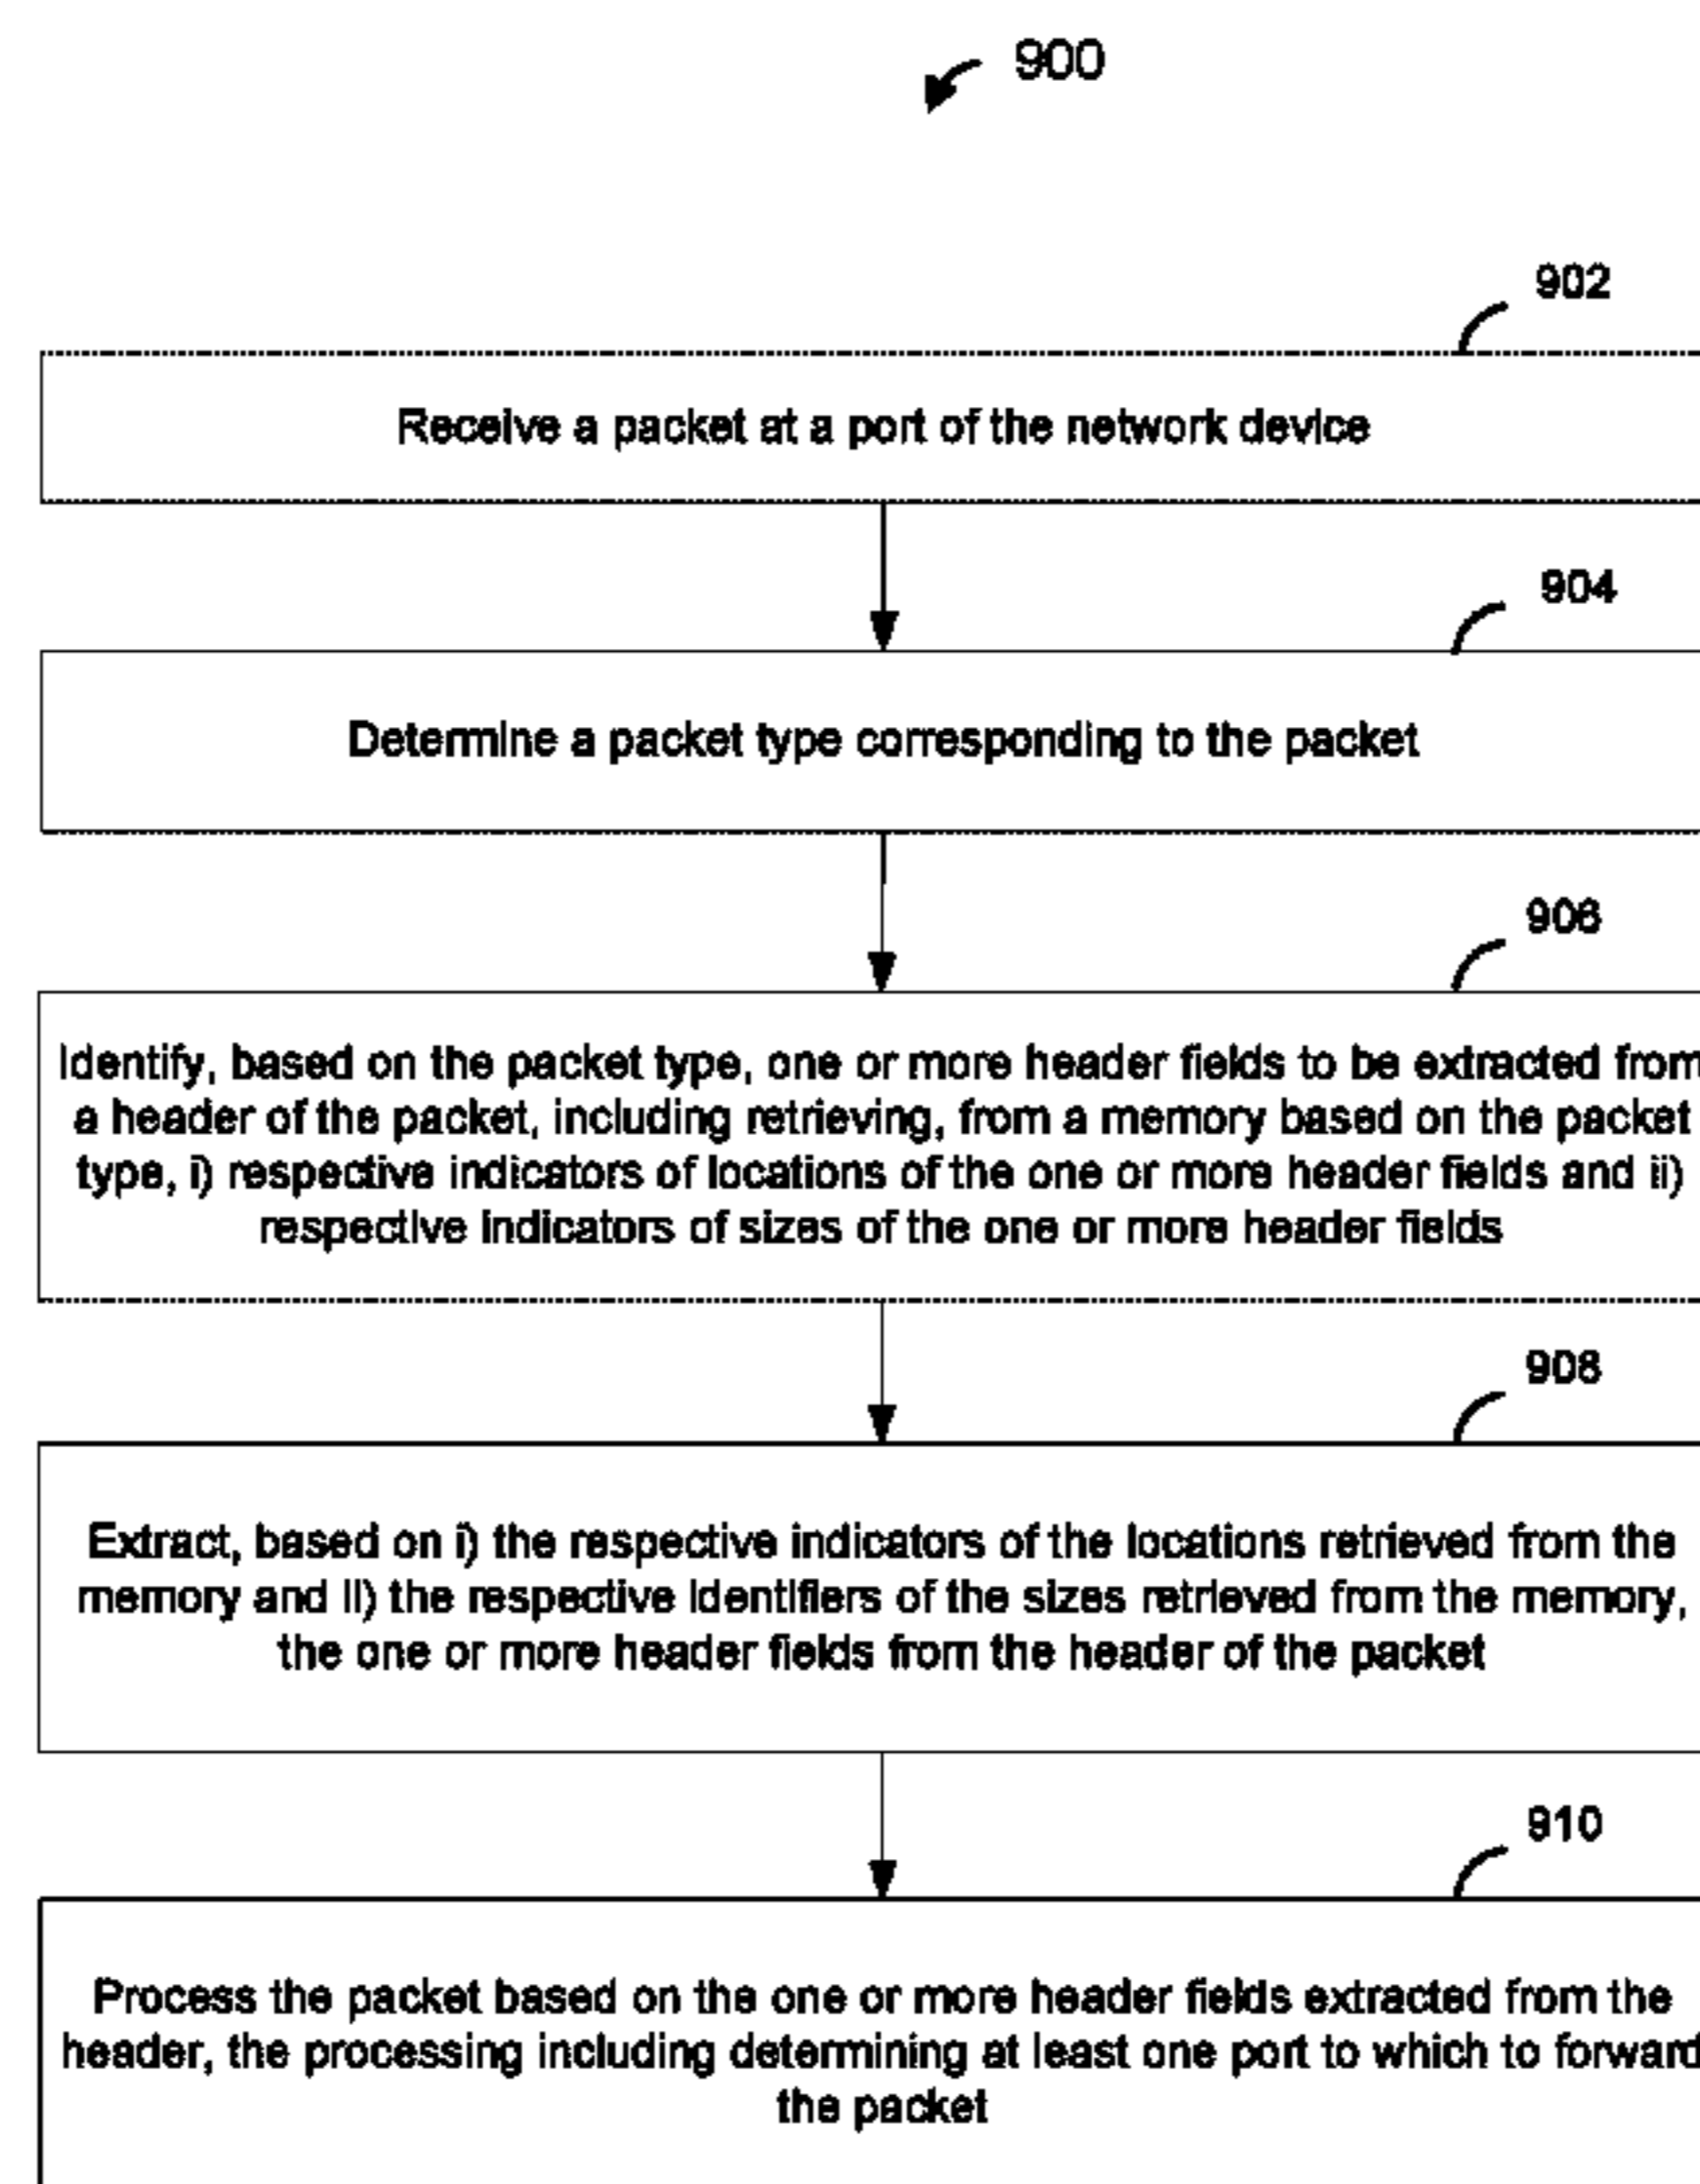 900
902
Receive a packet at a port of the network device
904
Determine a packet type corresponding to the packet
906
Identify, based on the packet type, one or more header fields to be extracted from
a header of the packet, including retrieving, from a memory based on the packet
type, i) respective indicators of locations of the one or more header fields and ii)
respective indicators of sizes of the one or more header fields
908
Extract, based on i) the respective indicators of the locations retrieved from the
memory and ii) the respective identifiers of the sizes retrieved from the memory,
the one or more header fields from the header of the packet
910
Process the packet based on the one or more header fields extracted from the
header, the processing including determining at least one port to which to forward
the packet